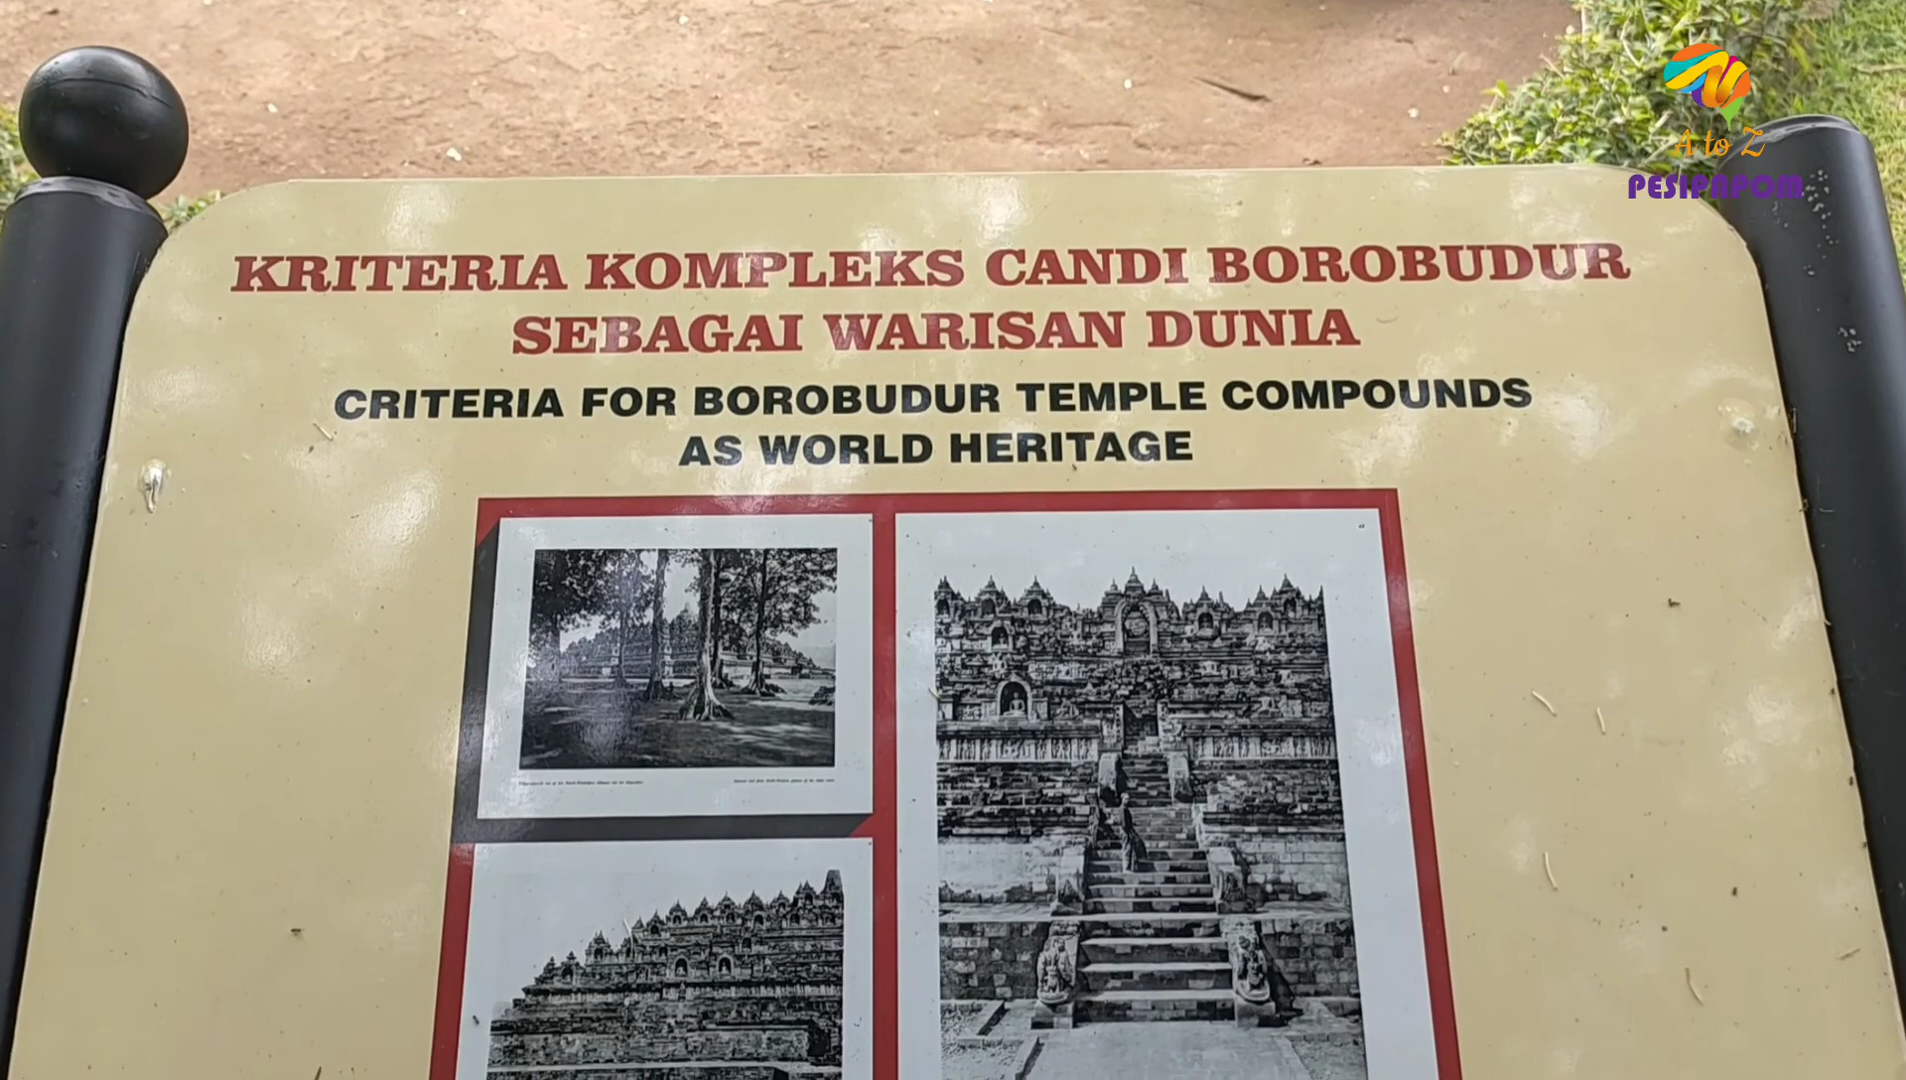 A to Z
PESIPAPOM
KRITERIA KOMPLEKS CANDI BOROBUDUR
SEBAGAI WARISAN DUNIA
CRITERIA FOR BOROBUDUR TEMPLE COMPOUNDS
AS WORLD HERITAGE